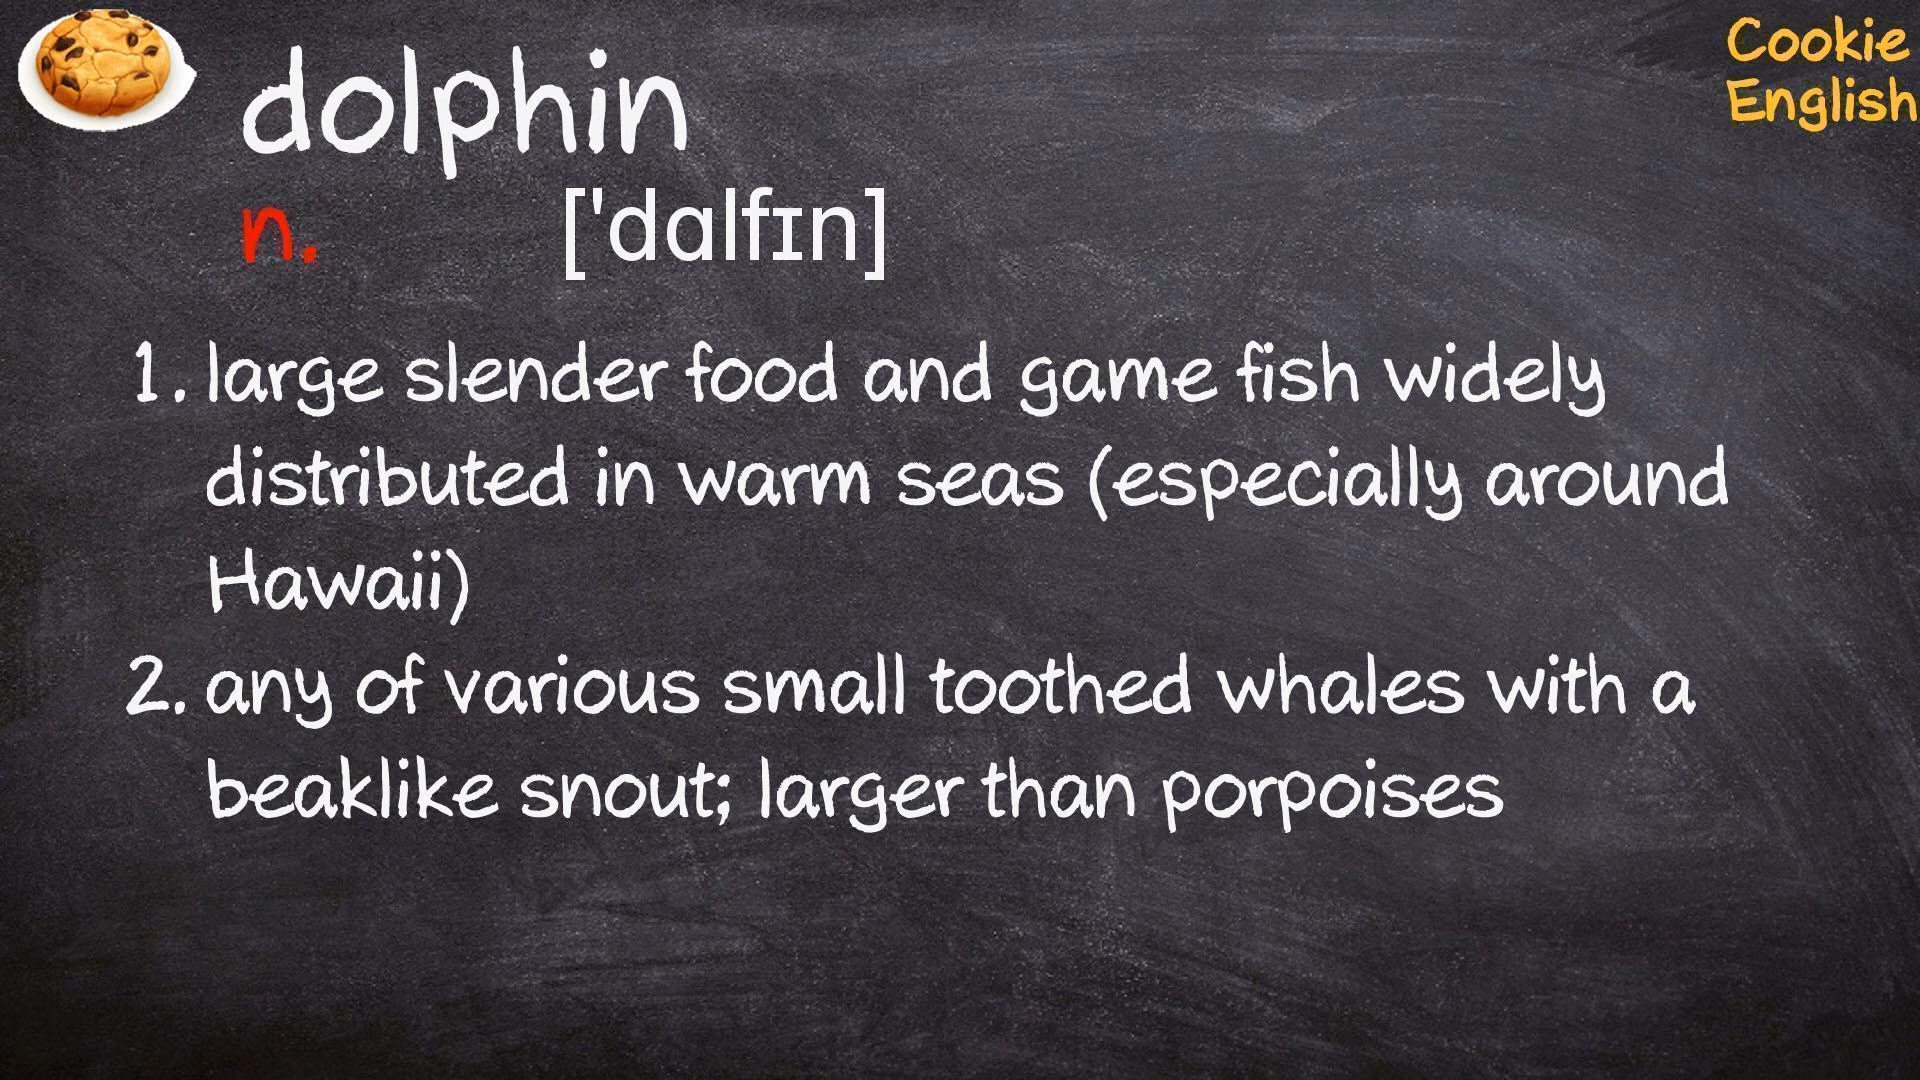 dolphin
Cookie
English
n. ['dɑlfɪn]
1. large slender food and game fish widely
distributed in warm seas (especially around
Hawaii)
2. any of various small toothed whales with a
beaklike snout; larger than porpoises